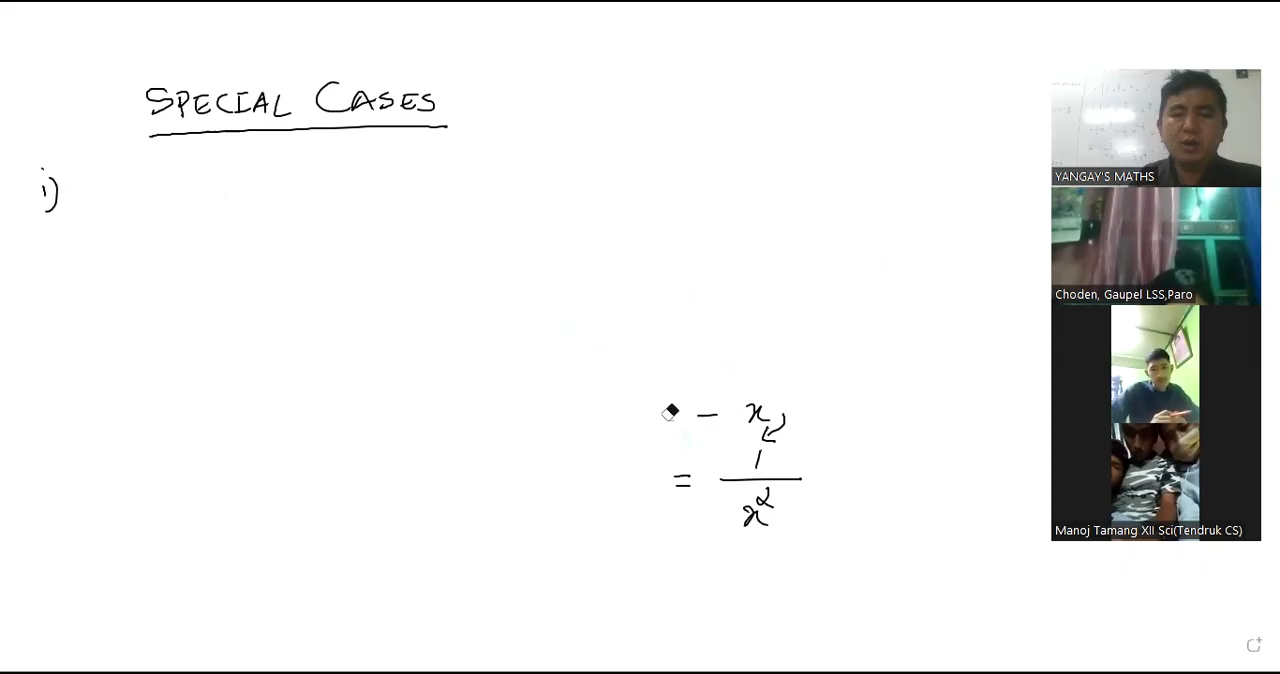 SPECIAL CASES
i)
- x
= 1/x²
YANGAY'S MATHS
Choden, Gaupel LSS,Paro
Manoj Tamang XII Sci(Tendruk CS)